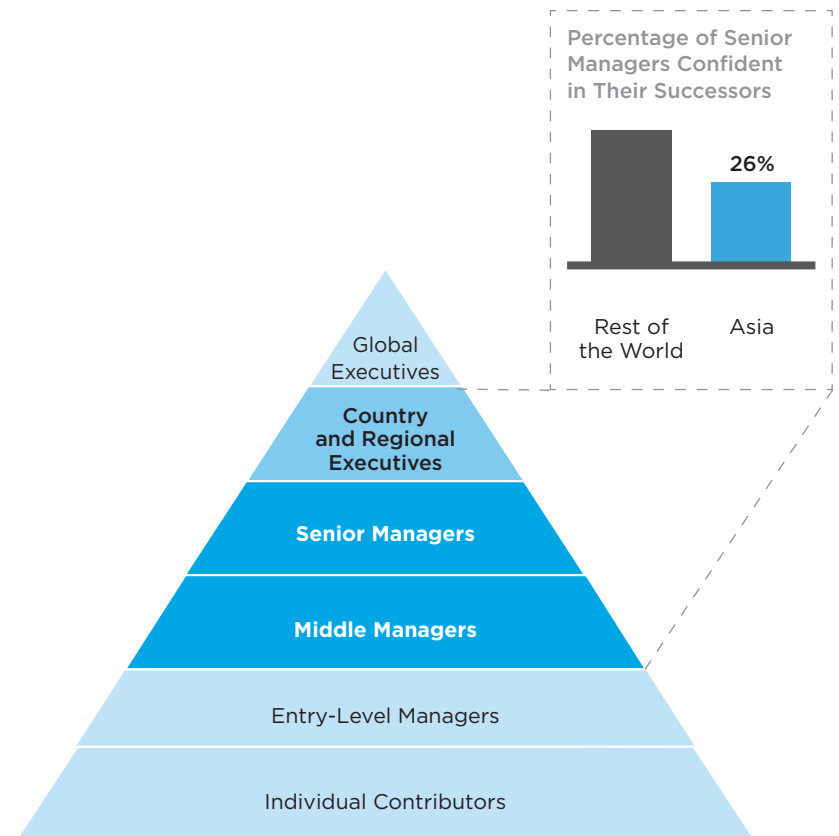 Percentage of Senior
Managers Confident
in Their Successors
26%
Rest of
the World
Asia
Global
Executives
Country
and Regional
Executives
Senior Managers
Middle Managers
Entry-Level Managers
Individual Contributors